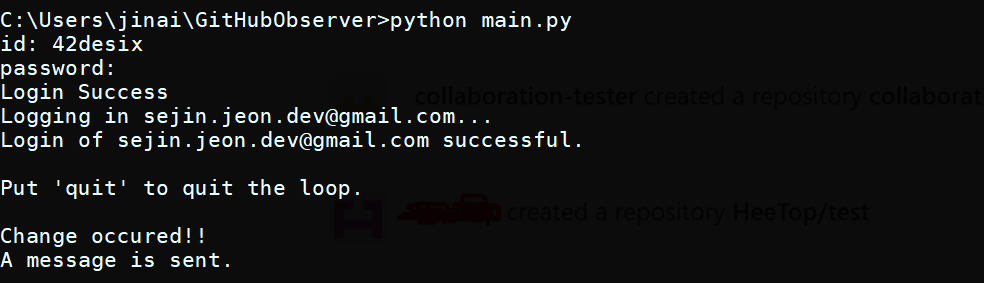 C:\Users\jinai\GitHubObserver>python main.py
id: 42desix
password:
Login Success
collaboration-tester created a repository collaborat
Logging in sejin.jeon.dev@gmail.com...
Login of sejin.jeon.dev@gmail.com successful.
Put 'quit' to quit the loop.
created a repository HeeTop/test
Change occured!!
A message is sent.